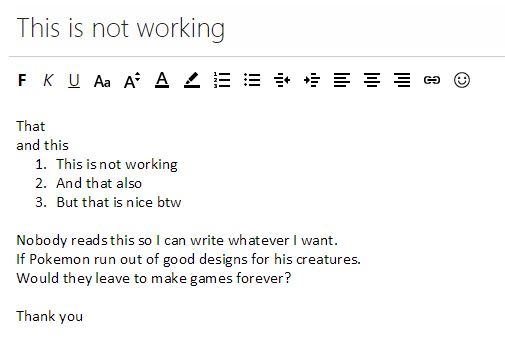 This is not working
F K U Aa A A
That
and this
1. This is not working
2. And that also
3. But that is nice btw
Nobody reads this so I can write whatever I want.
If Pokemon run out of good designs for his creatures.
Would they leave to make games forever?
Thank you